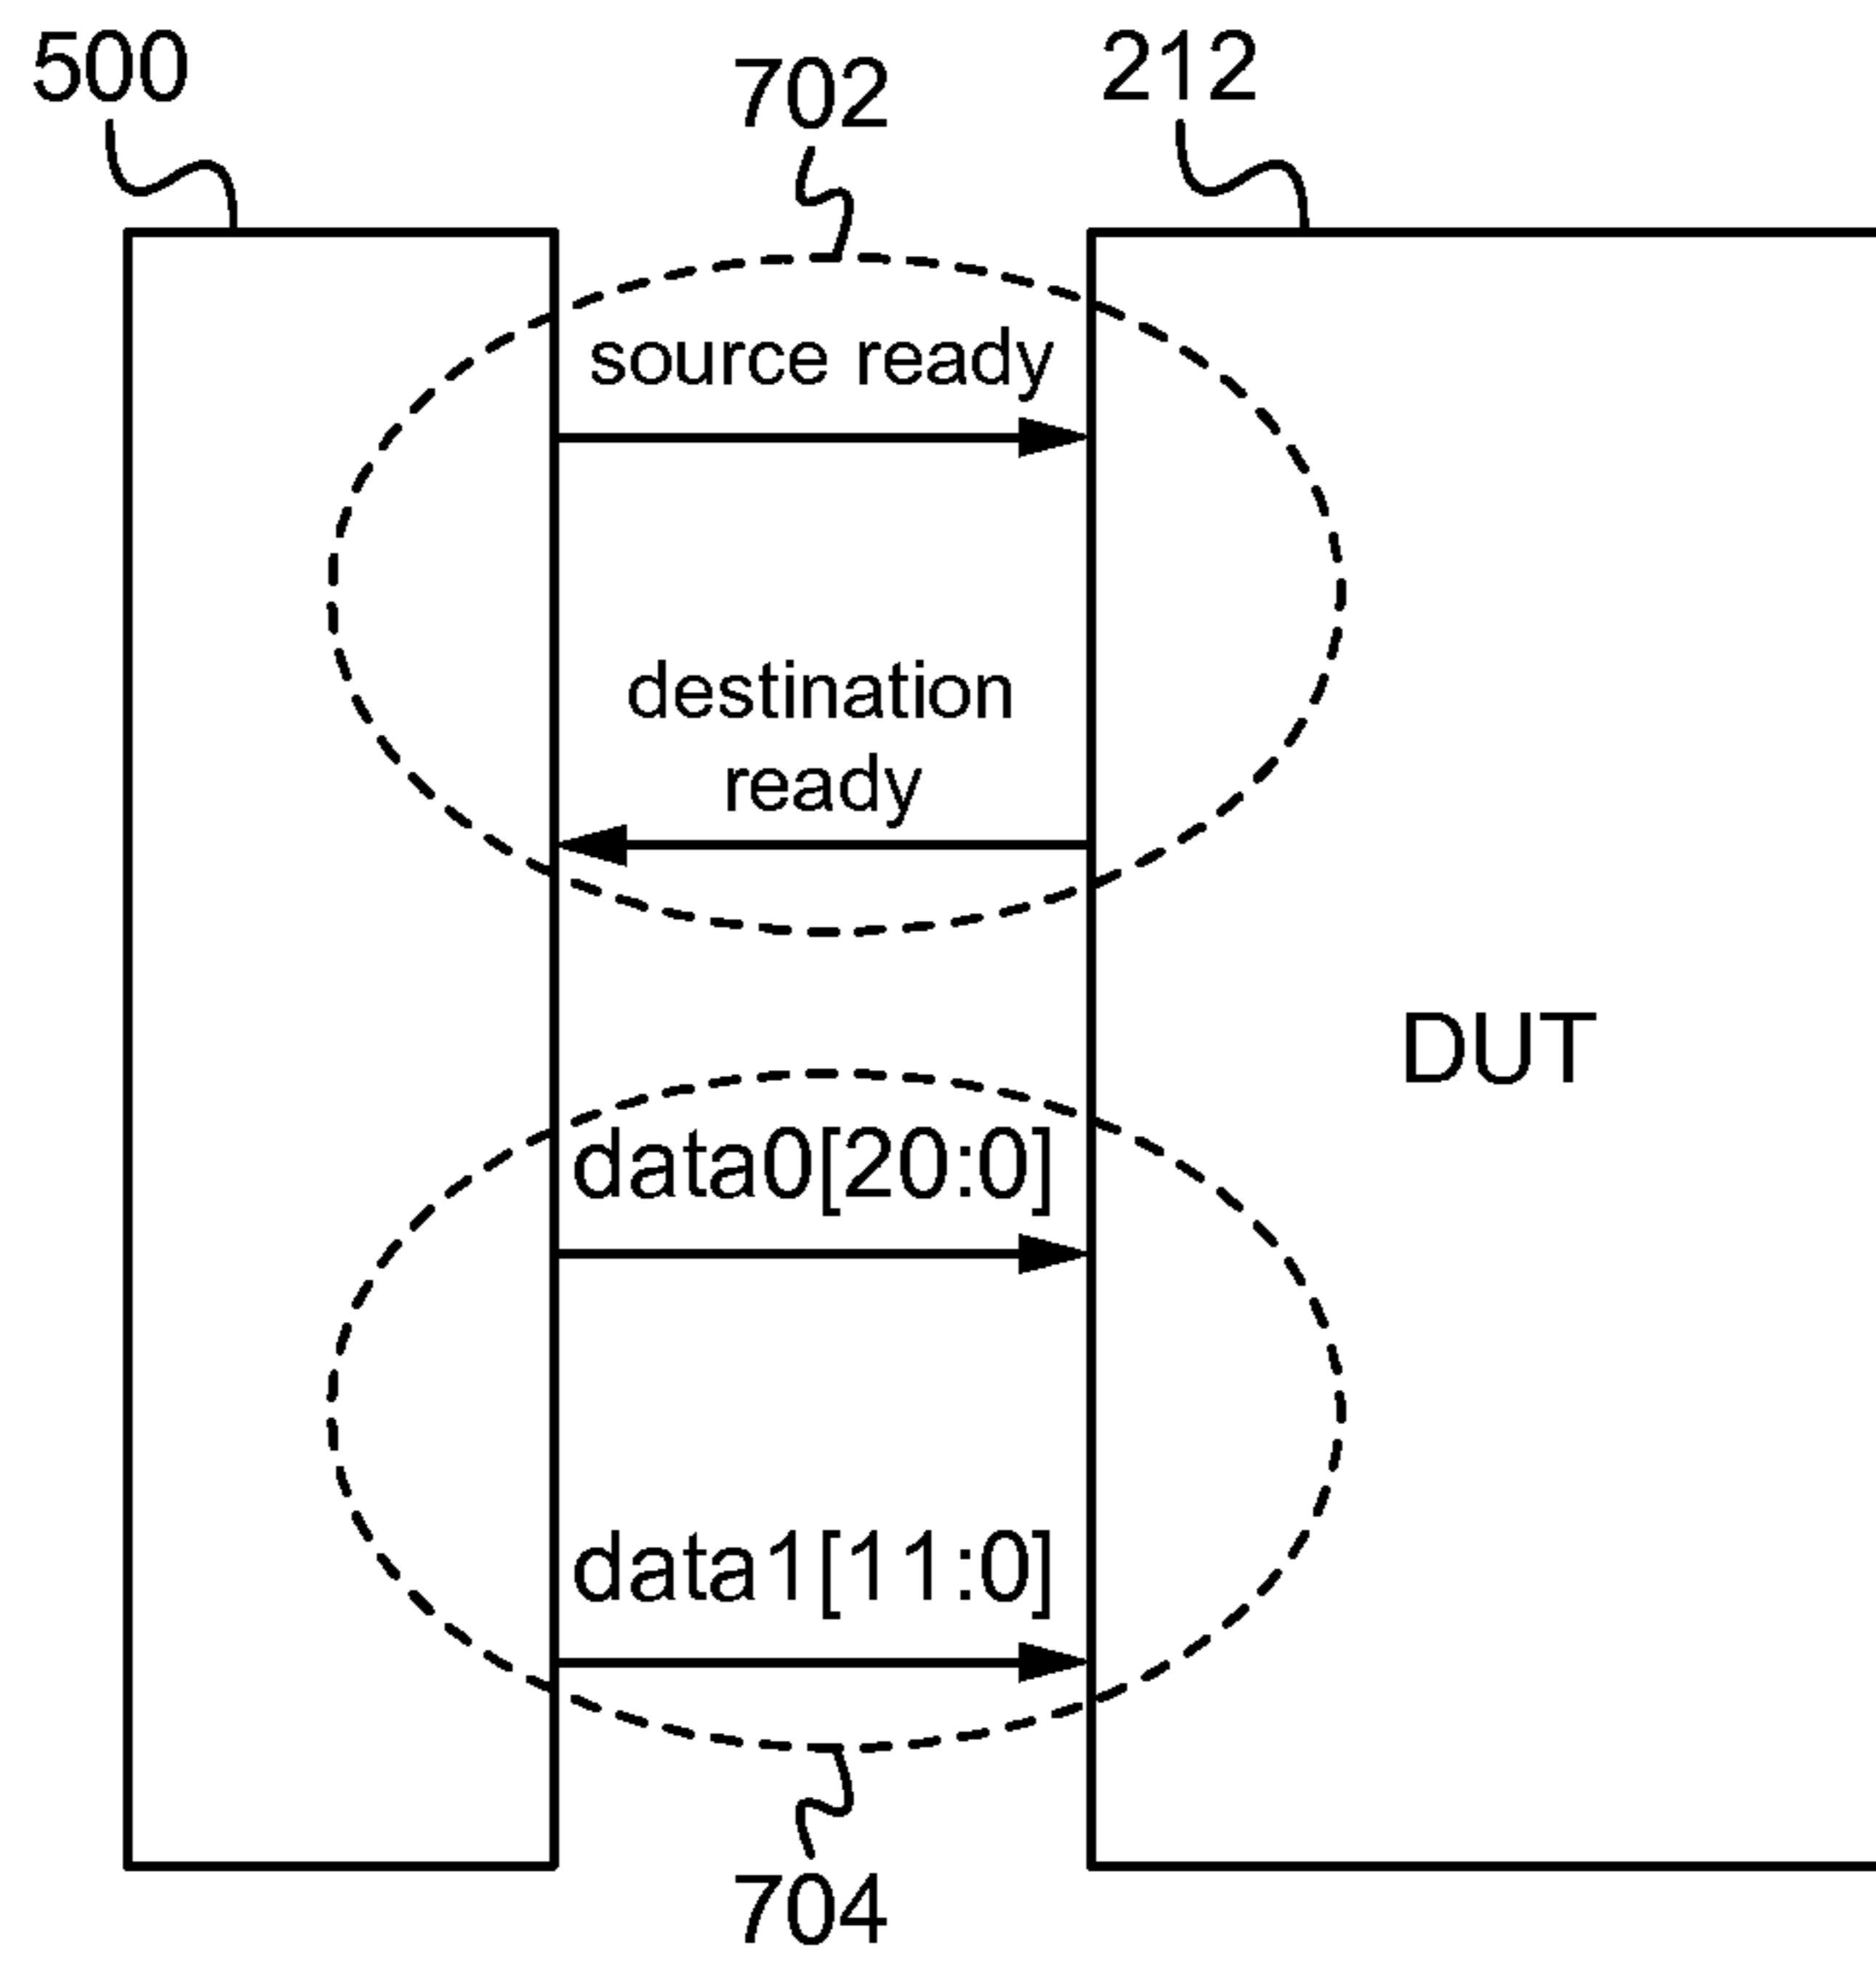 500
702
212
source ready
destination
ready
DUT
data0[20:0]
data1[11:0]
704